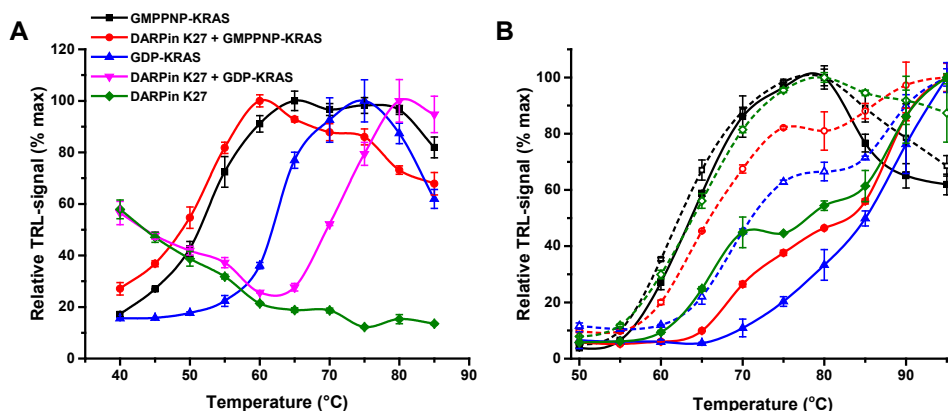 A
GMPPNP-KRAS
DARPin K27 + GMPPNP-KRAS
GDP-KRAS
DARPin K27 + GDP-KRAS
DARPin K27
Relative TRL-signal (% max)
120
100
80
60
40
20
0
40 50 60 70 80 90
Temperature (°C)
B
Relative TRL-signal (% max)
100
80
60
40
20
0
50 60 70 80 90
Temperature (°C)